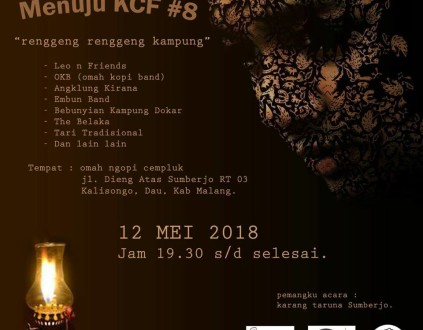 Menuju KCF #8
"renggeng renggeng kampung"
- Leo n Friends
- OKB (omah kopi band)
- Angklung Kirana
- Embun Band
- Bebunyian Kampung Dokar
- The Belaka
- Tari Tradisional
- Dan lain lain
Tempat : omah ngopi cempluk
jl. Dieng Atas Sumberjo RT 03
Kalisongo, Dau, Kab Malang.
12 MEI 2018
Jam 19.30 s/d selesai.
pemangku acara :
karang taruna Sumberjo.